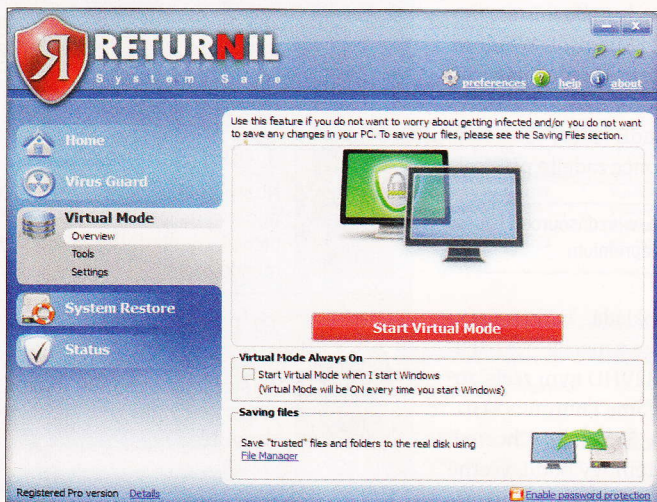 RETURNIL
System Safe
Pro
preferences help about
Use this feature if you do not want to worry about getting infected and/or you do not want
to save any changes in your PC. To save your files, please see the Saving Files section.
Home
Virus Guard
Virtual Mode
Overview
Tools
Settings
System Restore
Status
Start Virtual Mode
Virtual Mode Always On
Start Virtual Mode when I start Windows
(Virtual Mode will be ON every time you start Windows)
Saving files
Save "trusted" files and folders to the real disk using
File Manager
Registered Pro version Details
Enable password protection